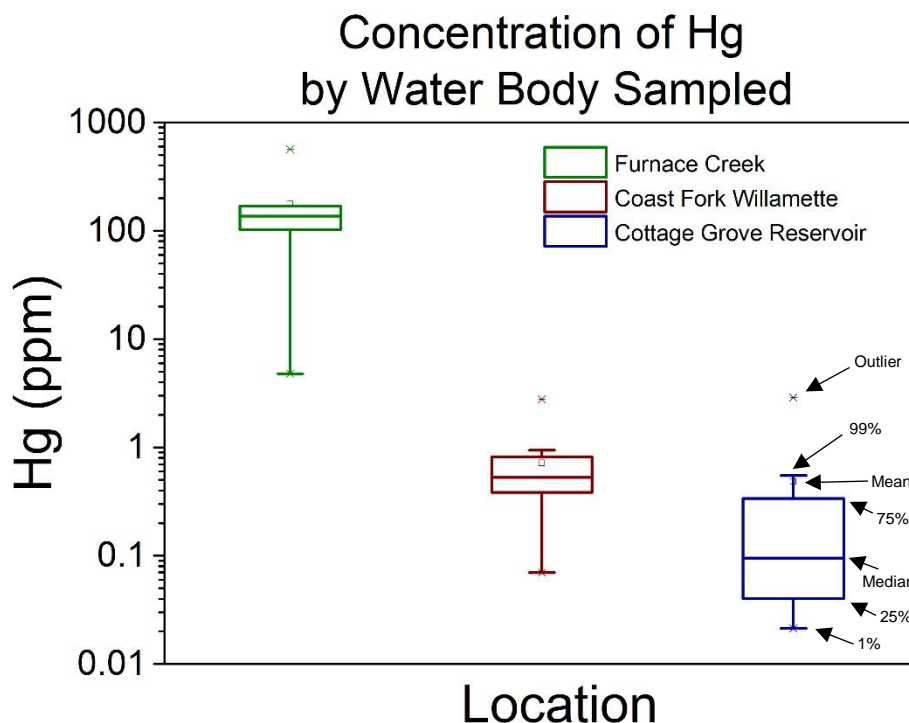 Concentration of Hg
by Water Body Sampled
1000
100
10
1
0.1
0.01
Hg (ppm)
Furnace Creek
Coast Fork Willamette
Cottage Grove Reservoir
Outlier
99%
Mean
75%
Median
25%
1%
Location